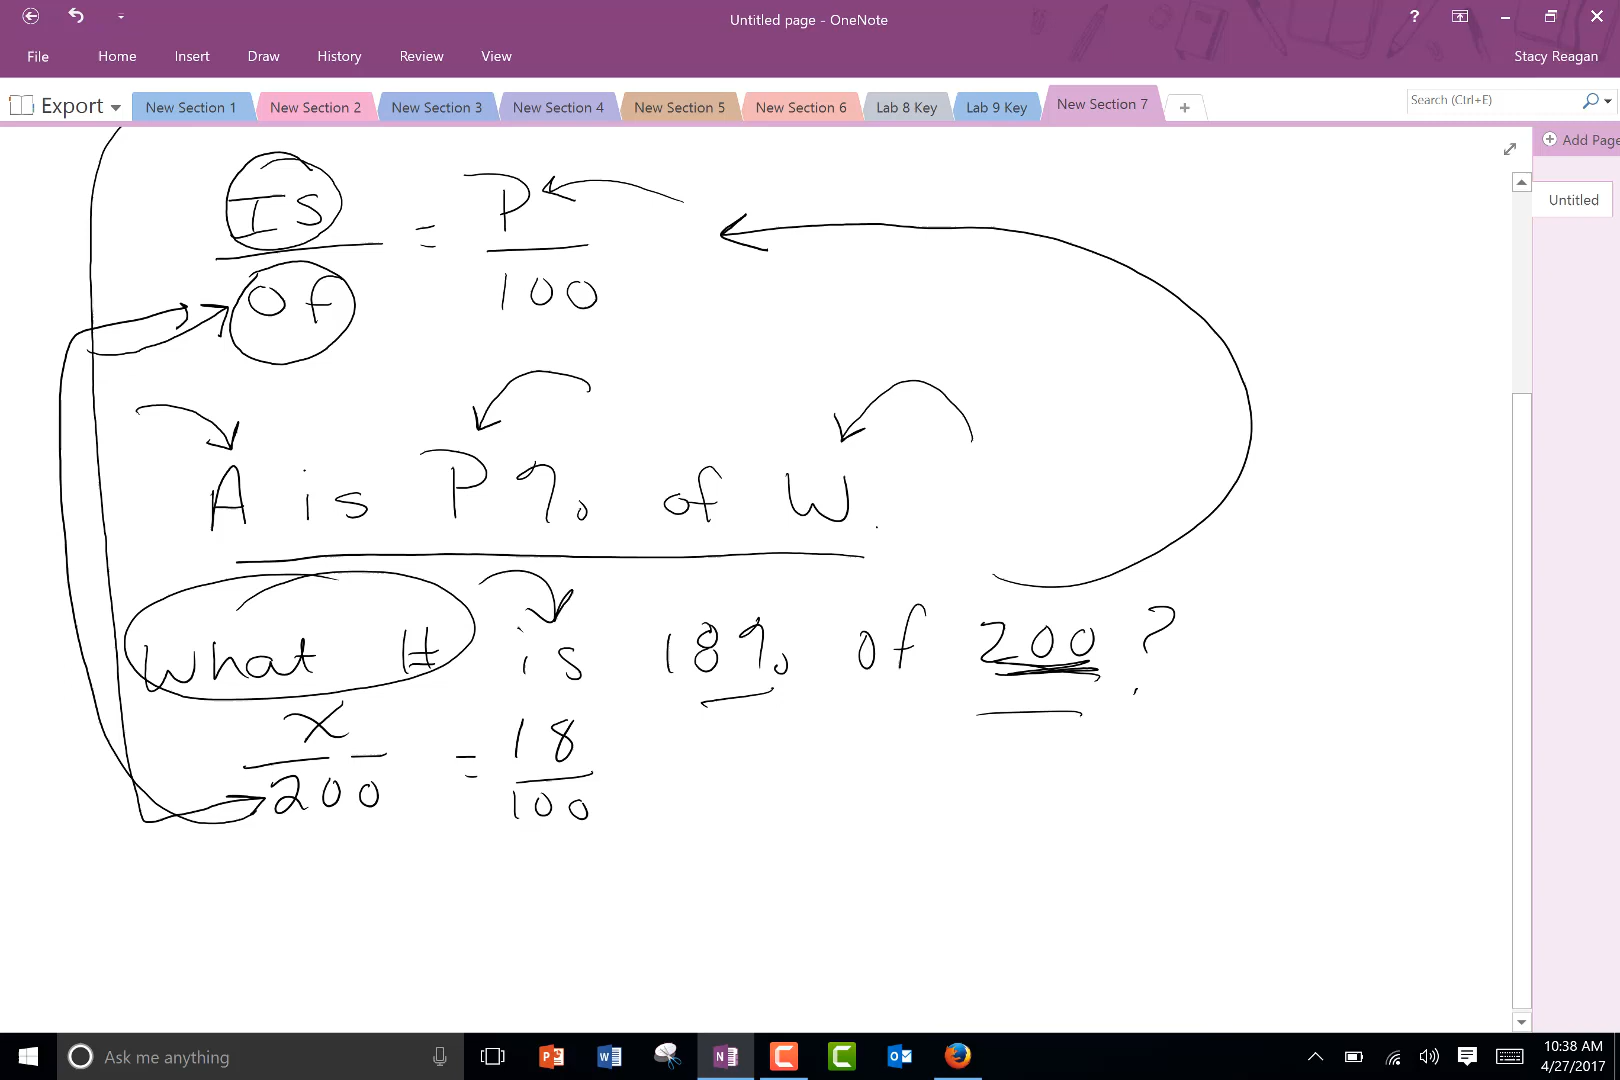 Untitled page - OneNote
?
File Home Insert Draw History Review View
Stacy Reagan
Export New Section 1 New Section 2 New Section 3 New Section 4 New Section 5 New Section 6 Lab 8 Key Lab 9 Key New Section 7 +
Search (Ctrl+E)
Add Page
Untitled
Is = P
Of 100
A is P % of W.
What # is 18% of 200?
x = 18
200 100
Ask me anything
10:38 AM
4/27/2017